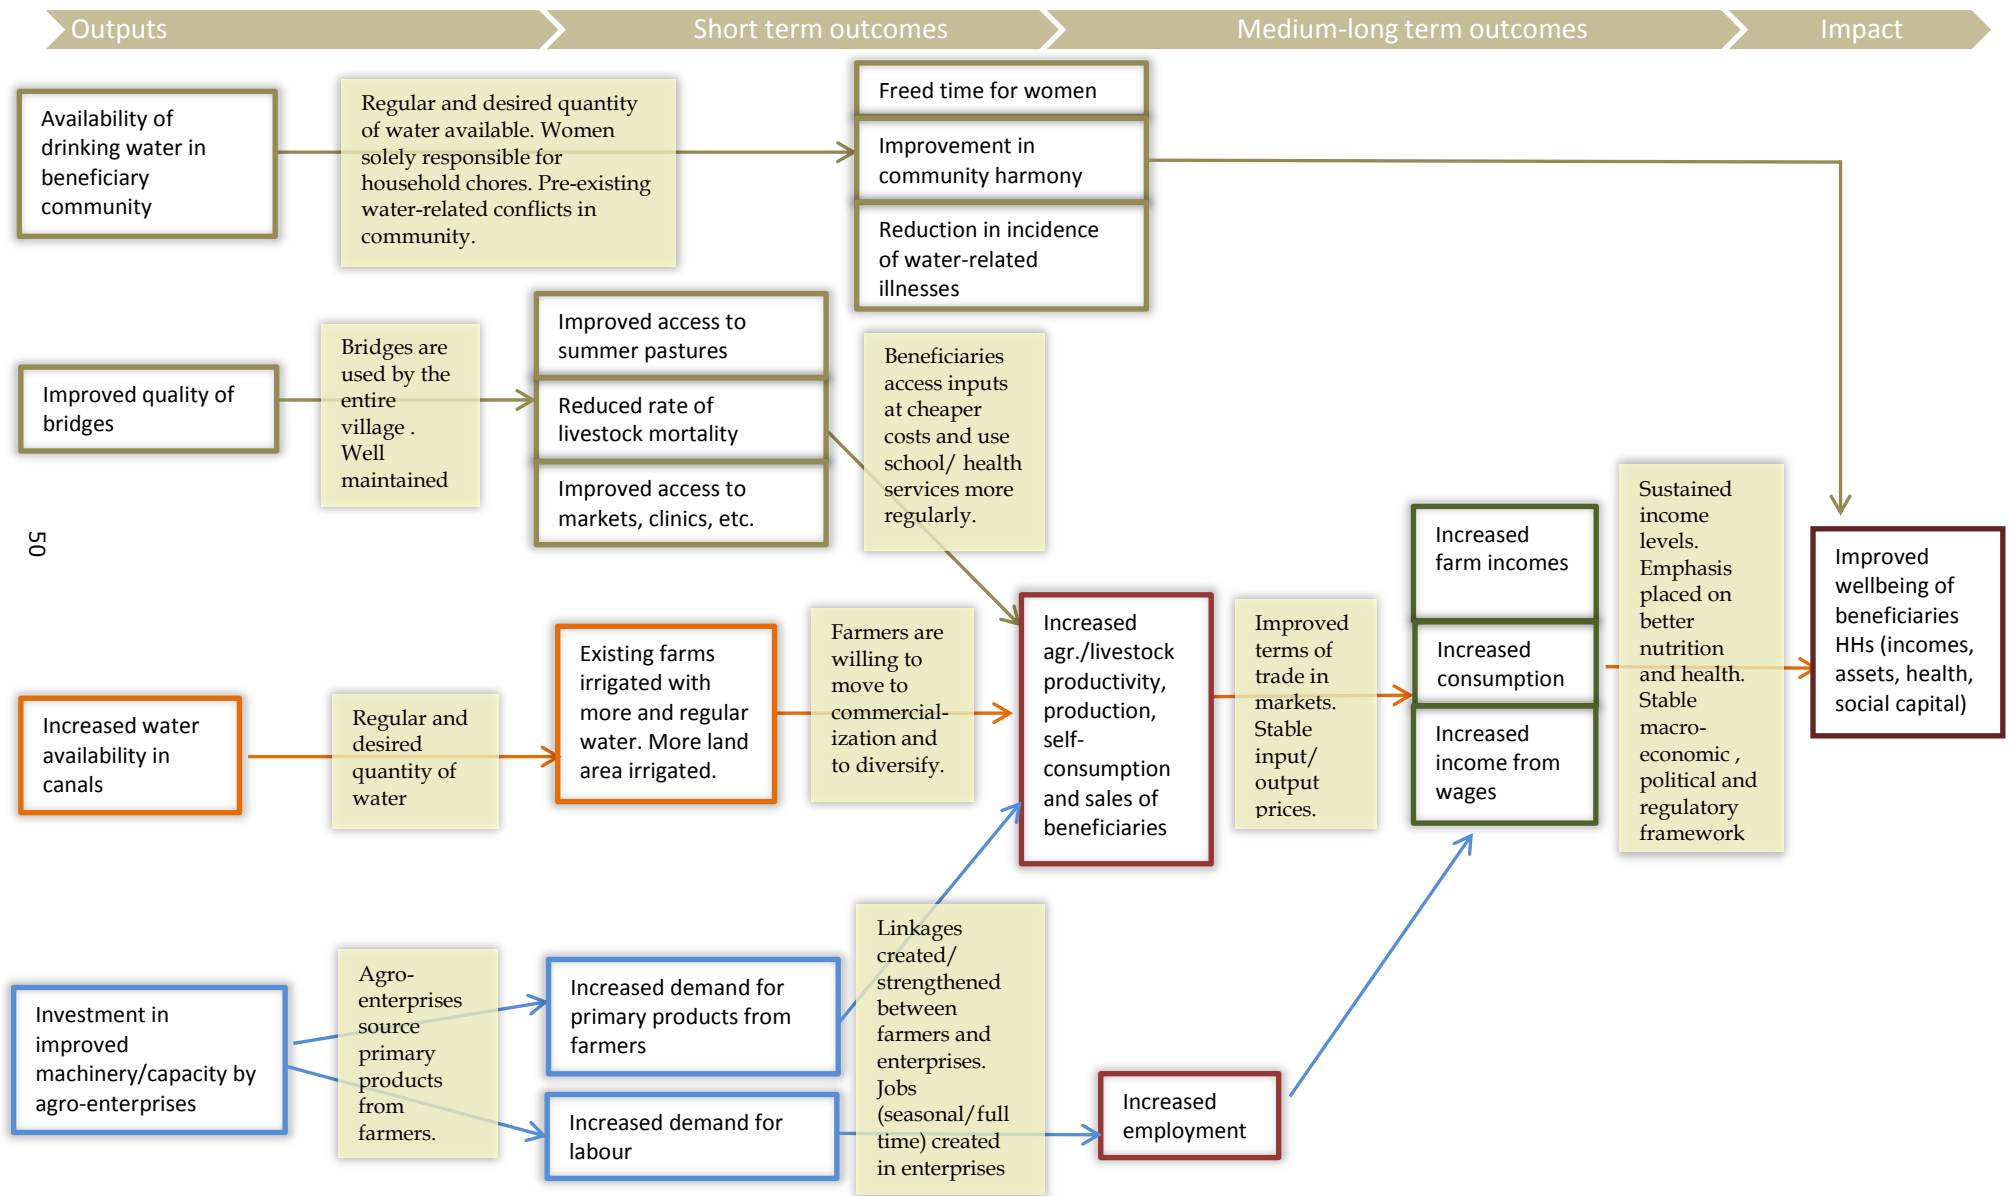 Outputs
Short term outcomes
Medium-long term outcomes
Impact
Availability of
drinking water in
beneficiary
community
Regular and desired quantity
of water available. Women
solely responsible for
household chores. Pre-existing
water-related conflicts in
community.
Freed time for women
Improvement in
community harmony
Reduction in incidence
of water-related
illnesses
Improved quality of
bridges
Bridges are
used by the
entire
village .
Well
maintained
Improved access to
summer pastures
Reduced rate of
livestock mortality
Improved access to
markets, clinics, etc.
Beneficiaries
access inputs
at cheaper
costs and use
school/ health
services more
regularly.
50
Increased water
availability in
canals
Regular and
desired
quantity of
water
Existing farms
irrigated with
more and regular
water. More land
area irrigated.
Farmers are
willing to
move to
commercial-
ization and
to diversify.
Increased
agr./livestock
productivity,
production,
self-
consumption
and sales of
beneficiaries
Improved
terms of
trade in
markets.
Stable
input/
output
prices.
Increased
farm incomes
Increased
consumption
Increased
income from
wages
Sustained
income
levels.
Emphasis
placed on
better
nutrition
and health.
Stable
macro-
economic ,
political and
regulatory
framework
Improved
wellbeing of
beneficiaries
HHs (incomes,
assets, health,
social capital)
Investment in
improved
machinery/capacity by
agro-enterprises
Agro-
enterprises
source
primary
products
from
farmers.
Increased demand for
primary products from
farmers
Increased demand for
labour
Linkages
created/
strengthened
between
farmers and
enterprises.
Jobs
(seasonal/full
time) created
in enterprises
Increased
employment